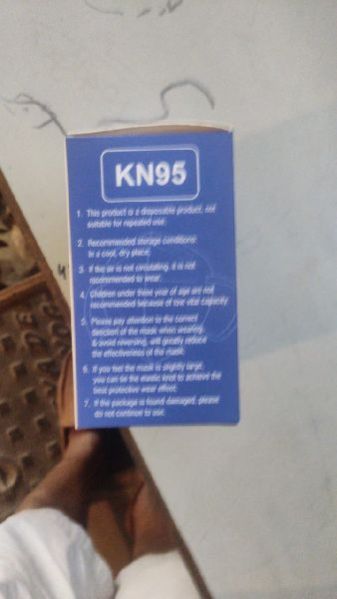 KN95
1. This product is a disposable product, not
suitable for repeated use.
2. Recommended storage conditions:
In a cool, dry place.
3. If the air is not circulating, it is not
recommended to wear.
4. Children under three year of age are not
recommended because of low vital capacity.
5. Please pay attention to the correct
direction of the mask when wearing,
& avoid reversing, will greatly reduce
the effectiveness of the mask.
6. If you feel the mask is slightly large,
you can tie the elastic knot to achieve the
best protective wear effect.
7. If the package is found damaged, please
do not continue to use.